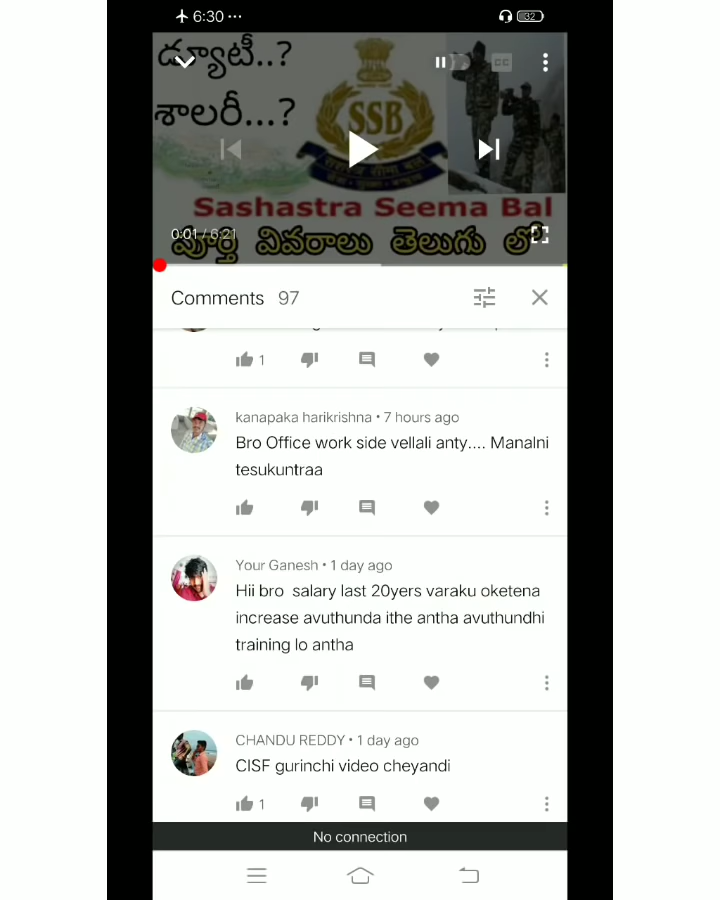 6:30 ...
32
డ్యూటీ..?
CC
శాలరీ...?
SSB
Sashastra Seema Bal
0:01 / 6:21
పూర్తి వివరాలు తెలుగు లో
Comments 97
1
kanapaka harikrishna • 7 hours ago
Bro Office work side vellali anty.... Manalni
tesukuntraa
Your Ganesh • 1 day ago
Hii bro salary last 20yers varaku oketena
increase avuthunda ithe antha avuthundhi
training lo antha
CHANDU REDDY • 1 day ago
CISF gurinchi video cheyandi
1
No connection